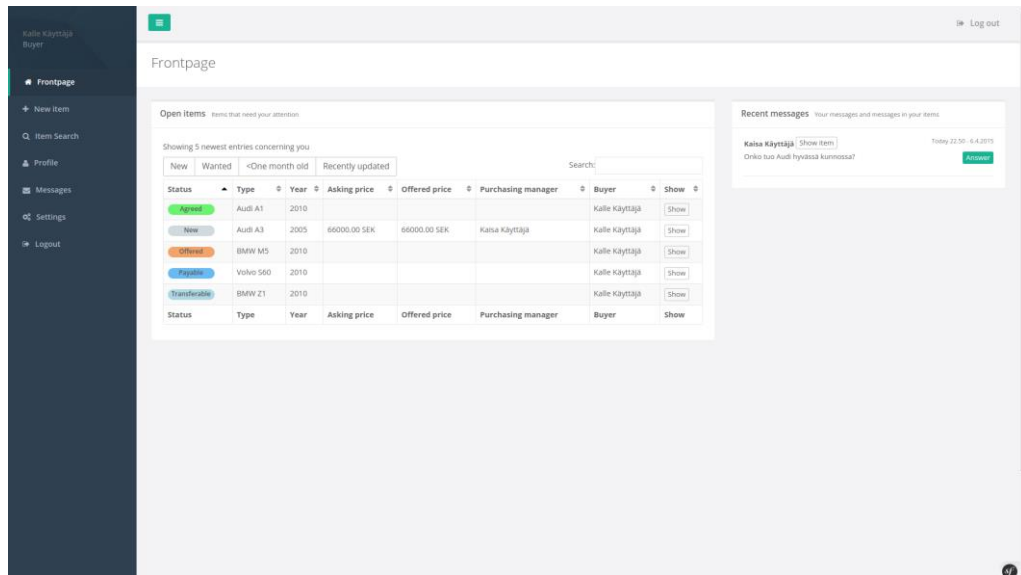 Kalle Käyttäjä
Buyer
Frontpage
New item
Item Search
Profile
Messages
Settings
Logout
Log out
Frontpage
Open items Items that need your attention
Showing 5 newest entries concerning you
New Wanted <One month old Recently updated Search:
Status Type Year Asking price Offered price Purchasing manager Buyer Show
Agreed Audi A1 2010 Kalle Käyttäjä Show
New Audi A3 2005 66000.00 SEK 66000.00 SEK Kaisa Käyttäjä Kalle Käyttäjä Show
Offered BMW M5 2010 Kalle Käyttäjä Show
Payable Volvo S60 2010 Kalle Käyttäjä Show
Transferable BMW Z1 2010 Kalle Käyttäjä Show
Status Type Year Asking price Offered price Purchasing manager Buyer Show
Recent messages Your messages and messages in your items
Kaisa Käyttäjä Show item Today 22.50 - 6.4.2015
Onko tuo Audi hyvässä kunnossa? Answer
sf